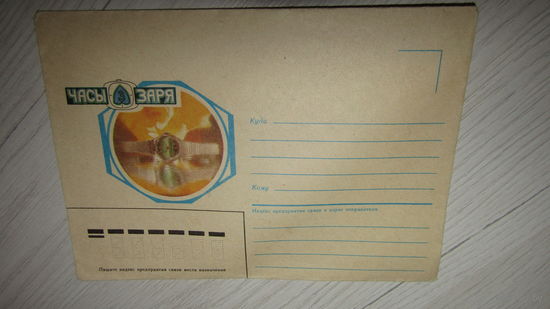 ЧАСЫ ЗАРЯ
Куда
Кому
Индекс предприятия связи и адрес отправителя
Пишите индекс предприятия связи места назначения